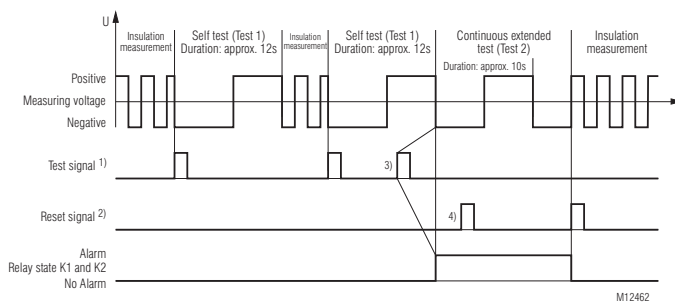 U
Insulation
measurement
Self test (Test 1)
Duration: approx. 12s
Insulation
measurement
Self test (Test 1)
Duration: approx. 12s
Continuous extended
test (Test 2)
Duration: approx. 10s
Insulation
measurement
Positive
Measuring voltage
Negative
Test signal 1)
3)
Reset signal 2)
4)
Alarm
Relay state K1 and K2
No Alarm
M12462